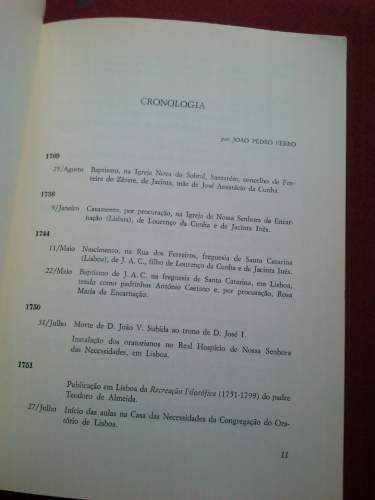 CRONOLOGIA
por JOÃO PEDRO FERRO
1709
25/Agosto Baptismo, na Igreja Nova do Sobral, Santarém, concelho de Fer-
reira do Zêzere, de Jacinta, mãe de José Anastácio da Cunha.
1738
9/Janeiro Casamento, por procuração, na Igreja de Nossa Senhora da Encar-
nação (Lisboa), de Lourenço da Cunha e de Jacinta Inês.
1744
11/Maio Nascimento, na Rua dos Ferreiros, freguesia de Santa Catarina
(Lisboa), de J. A. C., filho de Lourenço da Cunha e de Jacinta Inês.
22/Maio Baptismo de J. A. C. na freguesia de Santa Catarina, em Lisboa,
tendo como padrinhos António Caetano e, por procuração, Rosa
Maria da Encarnação.
1750
31/Julho Morte de D. João V. Subida ao trono de D. José I.
Instalação dos oratorianos no Real Hospício de Nossa Senhora
das Necessidades, em Lisboa.
1751
Publicação em Lisboa da Recreação Filosófica (1751-1799) do padre
Teodoro de Almeida.
27/Julho Início das aulas na Casa das Necessidades da Congregação do Ora-
tório de Lisboa.
11